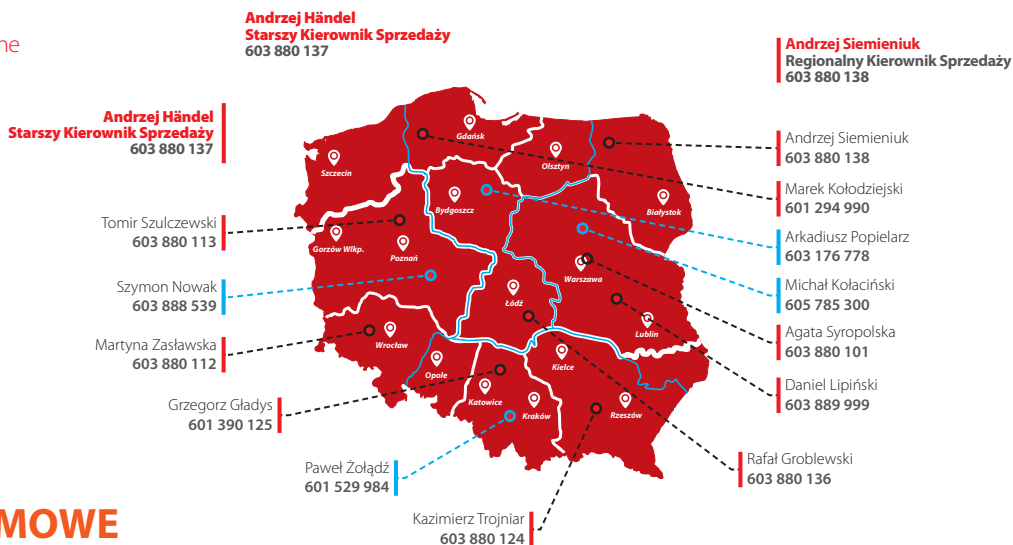 Andrzej Händel
Starszy Kierownik Sprzedaży
603 880 137
ne
Andrzej Siemieniuk
Regionalny Kierownik Sprzedaży
603 880 138
Andrzej Händel
Starszy Kierownik Sprzedaży
603 880 137
Tomir Szulczewski
603 880 113
Szymon Nowak
603 888 539
Martyna Zasławska
603 880 112
Grzegorz Gładys
601 390 125
Paweł Żołądź
601 529 984
Kazimierz Trojniar
603 880 124
Gdańsk
Olsztyn
Szczecin
Bydgoszcz
Białystok
Gorzów Wlkp.
Poznań
Warszawa
Łódź
Lublin
Wrocław
Opole
Kielce
Katowice
Kraków
Rzeszów
Andrzej Siemieniuk
603 880 138
Marek Kołodziejski
601 294 990
Arkadiusz Popielarz
603 176 778
Michał Kołaciński
605 785 300
Agata Syropolska
603 880 101
Daniel Lipiński
603 889 999
Rafał Groblewski
603 880 136
MOWE